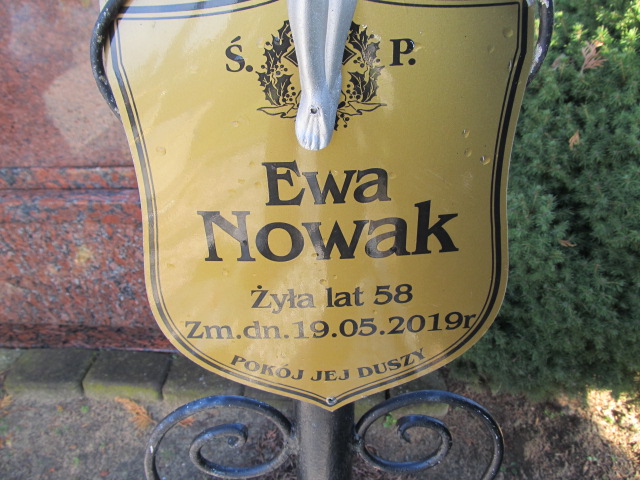 Ś. P.
Ewa
Nowak
Żyła lat 58
Zm.dn.19.05.2019r
POKÓJ JEJ DUSZY